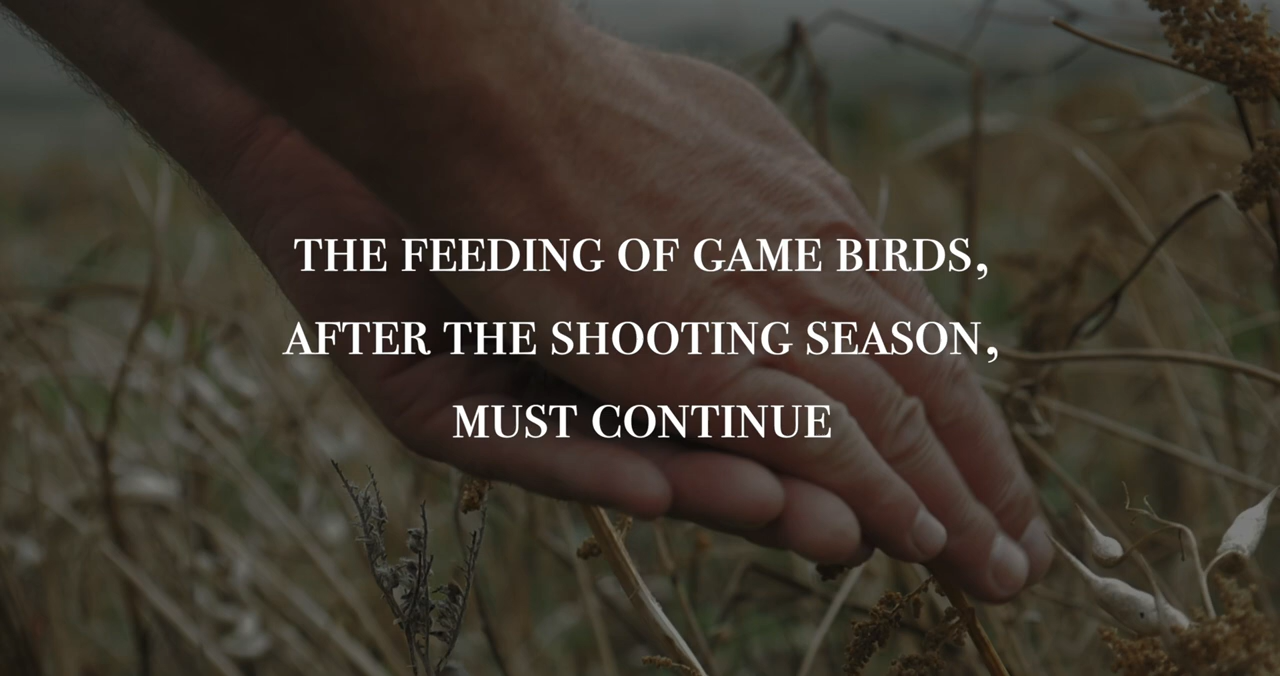 THE FEEDING OF GAME BIRDS,
AFTER THE SHOOTING SEASON,
MUST CONTINUE